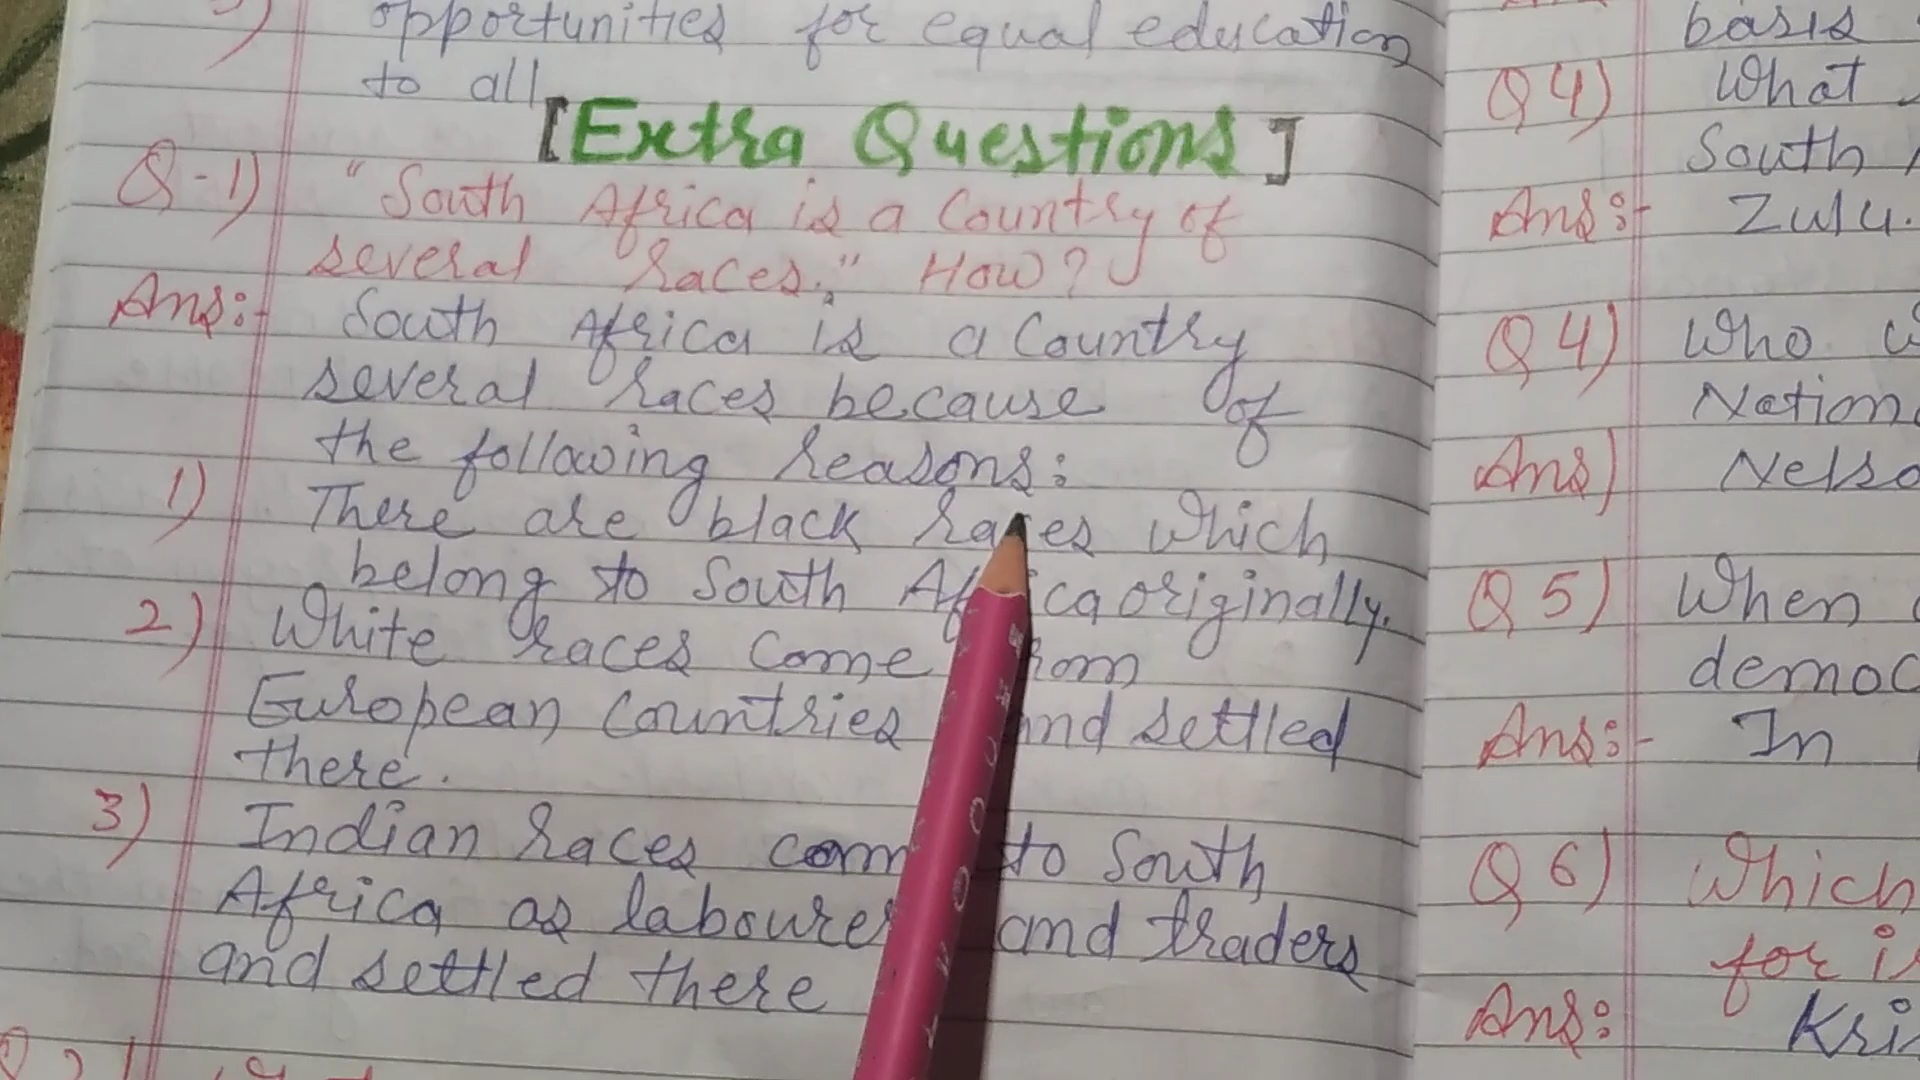 opportunities for equal education
to all
[Extra Questions]
Q-1) "South Africa is a Country of
several races." How?
Ans:- South Africa is a Country
several races because of
the following reasons:
1) There are black races which
belong to South Africa originally.
2) White races come from
European countries and settled
there.
3) Indian races com to South
Africa as labourer and traders
and settled there
basis
Q4) What
South
Ans:- Zulu.
Q4) Who
Nation
Ans) Nelso
Q5) When
democ
Ans:- In
Q6) Which
for
Ans: Kri